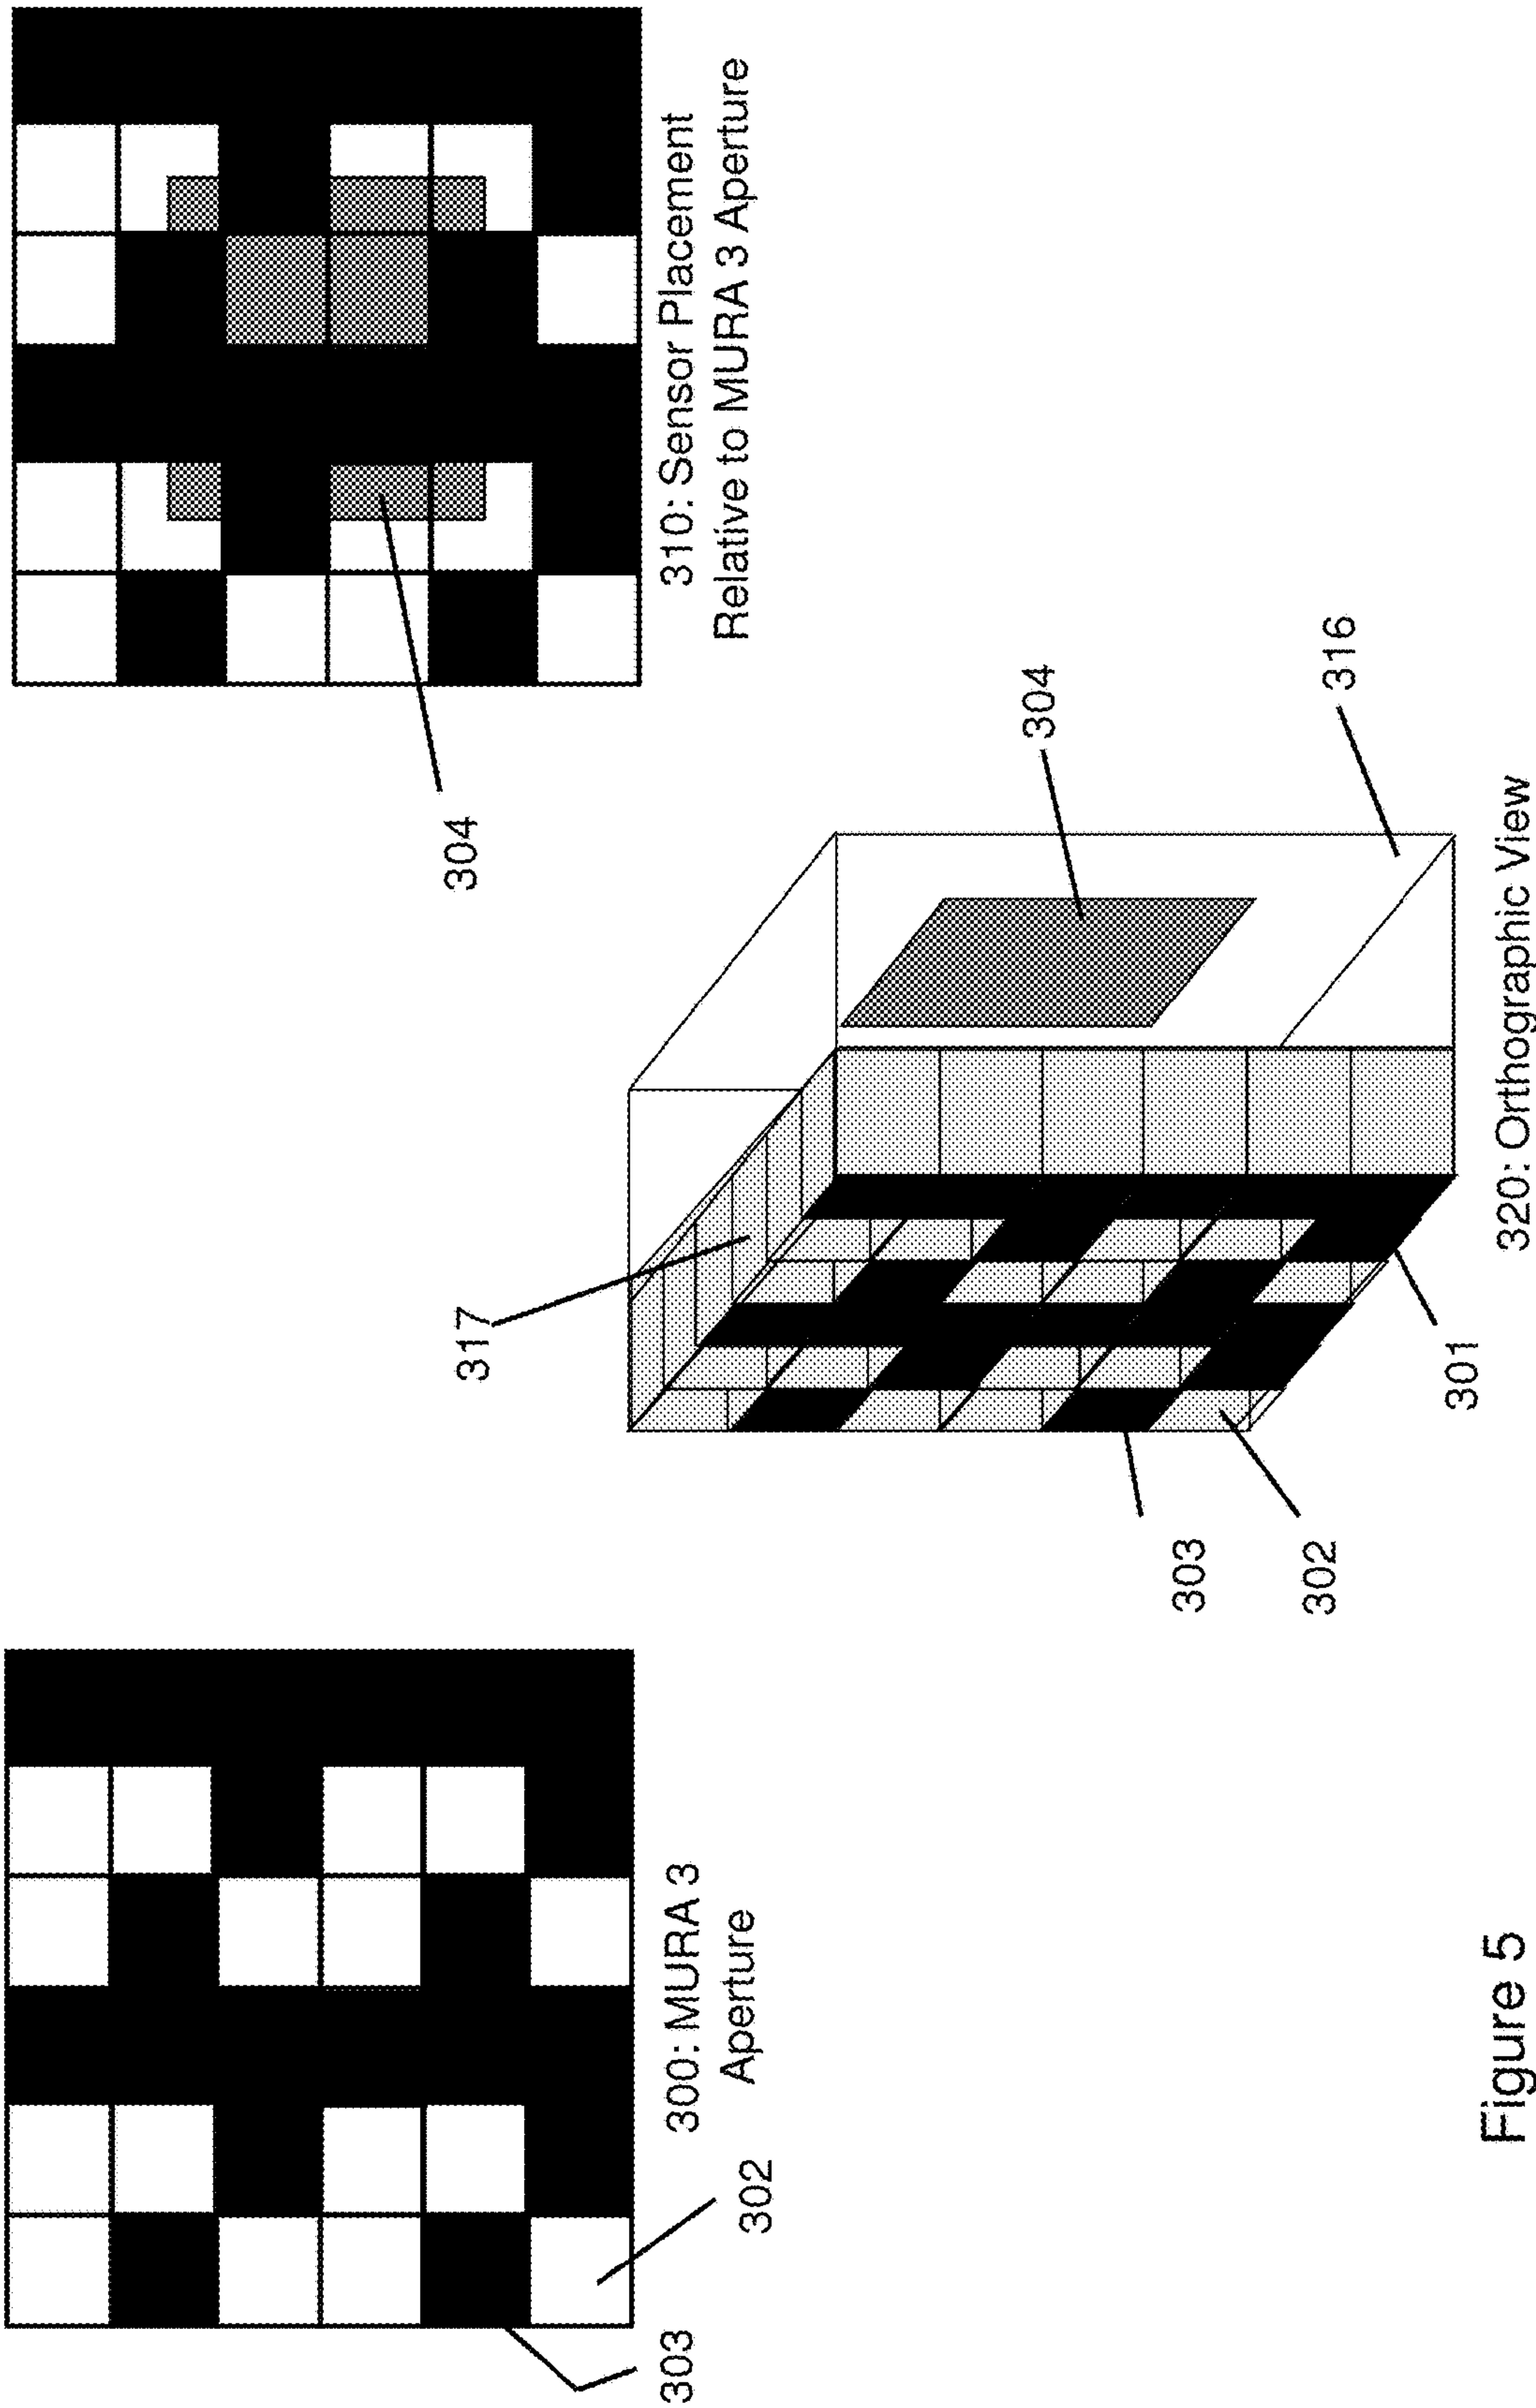 303
302
300: MURA 3
Aperture
317
304
303
302
316
301
320: Orthographic View
304
310: Sensor Placement
Relative to MURA 3 Aperture
Figure 5